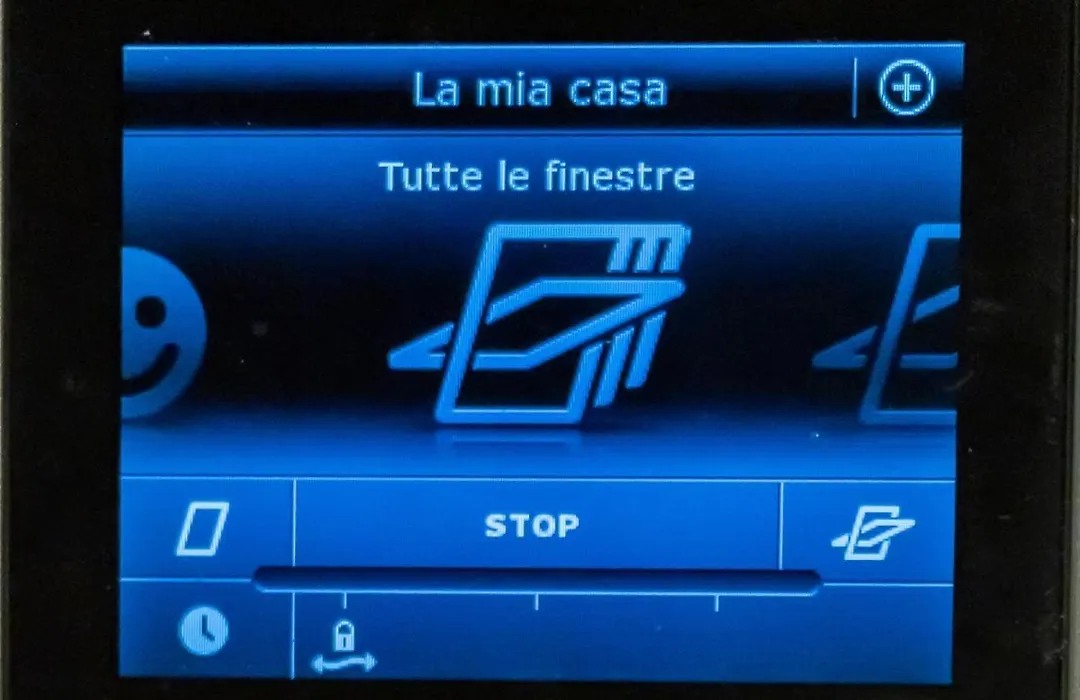 La mia casa
Tutte le finestre
STOP